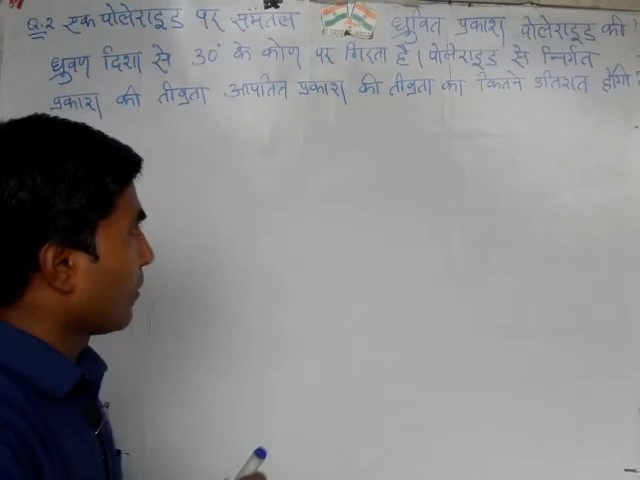 Q.2 एक पोलेराइड पर समतल ध्रुवित प्रकाश पोलेराइड की
ध्रुवण दिशा से 30° के कोण पर गिरता है। पोलेराइड से निर्गत
प्रकाश की तीव्रता आपतित प्रकाश की तीव्रता का कितने प्रतिशत होगी